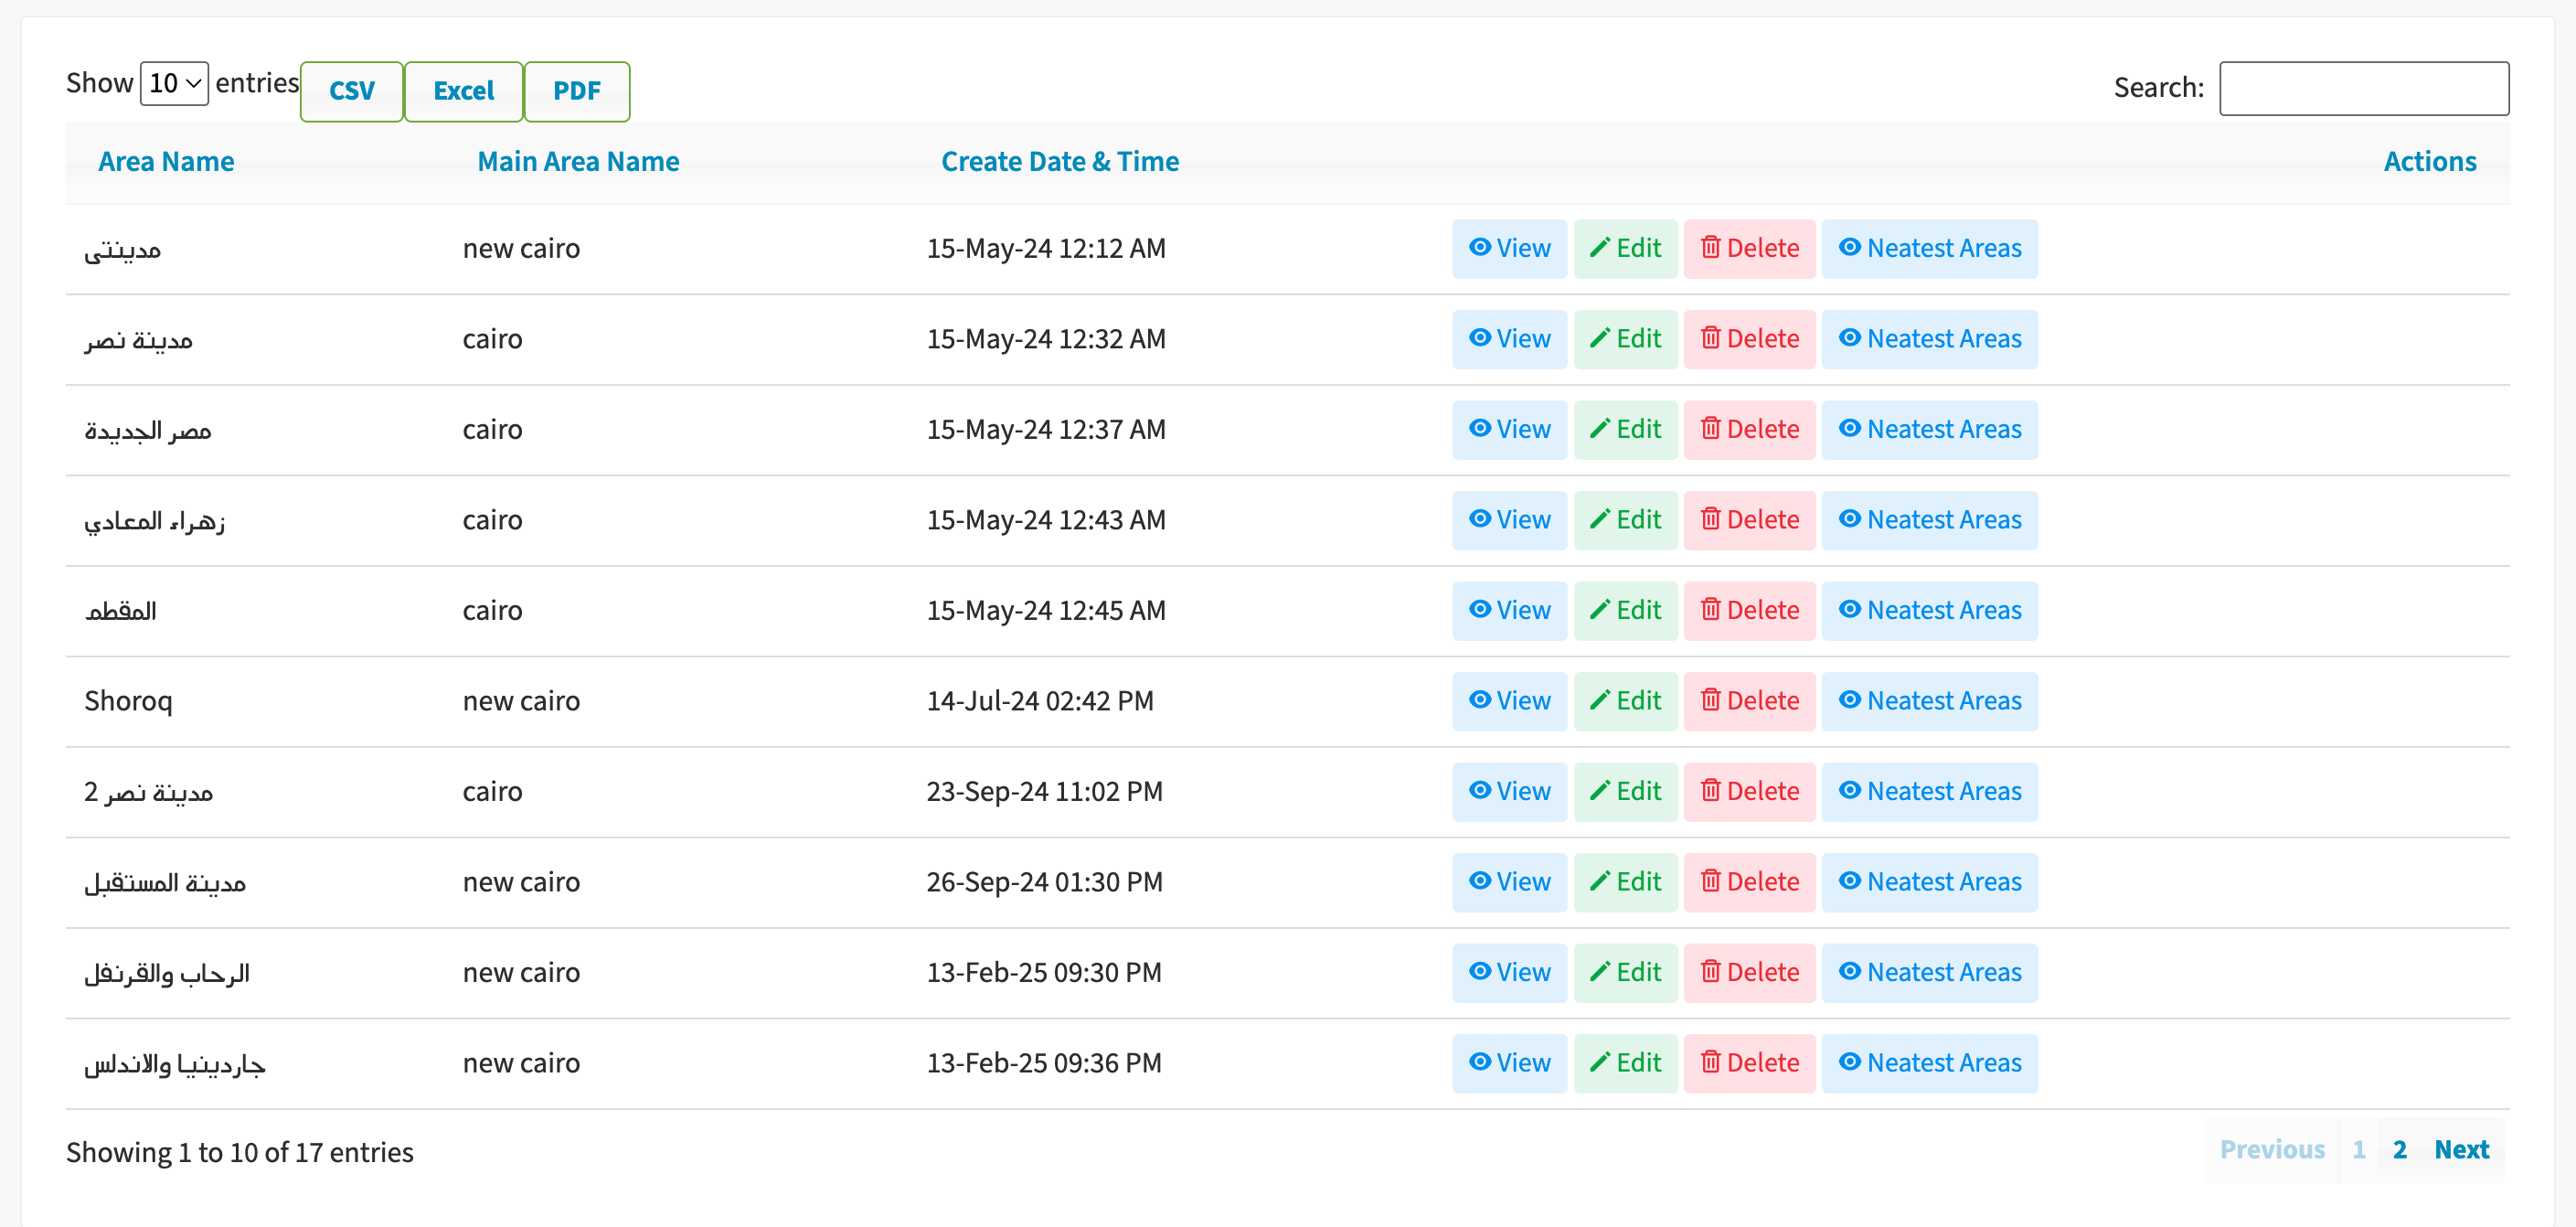 Show 10 entries CSV Excel PDF Search:
Area Name Main Area Name Create Date & Time Actions
مدينتى new cairo 15-May-24 12:12 AM View Edit Delete Neatest Areas
مدينة نصر cairo 15-May-24 12:32 AM View Edit Delete Neatest Areas
مصر الجديدة cairo 15-May-24 12:37 AM View Edit Delete Neatest Areas
زهراء المعادي cairo 15-May-24 12:43 AM View Edit Delete Neatest Areas
المقطم cairo 15-May-24 12:45 AM View Edit Delete Neatest Areas
Shoroq new cairo 14-Jul-24 02:42 PM View Edit Delete Neatest Areas
مدينة نصر 2 cairo 23-Sep-24 11:02 PM View Edit Delete Neatest Areas
مدينة المستقبل new cairo 26-Sep-24 01:30 PM View Edit Delete Neatest Areas
الرحاب والقرنفل new cairo 13-Feb-25 09:30 PM View Edit Delete Neatest Areas
جاردينيا والاندلس new cairo 13-Feb-25 09:36 PM View Edit Delete Neatest Areas
Showing 1 to 10 of 17 entries Previous 1 2 Next